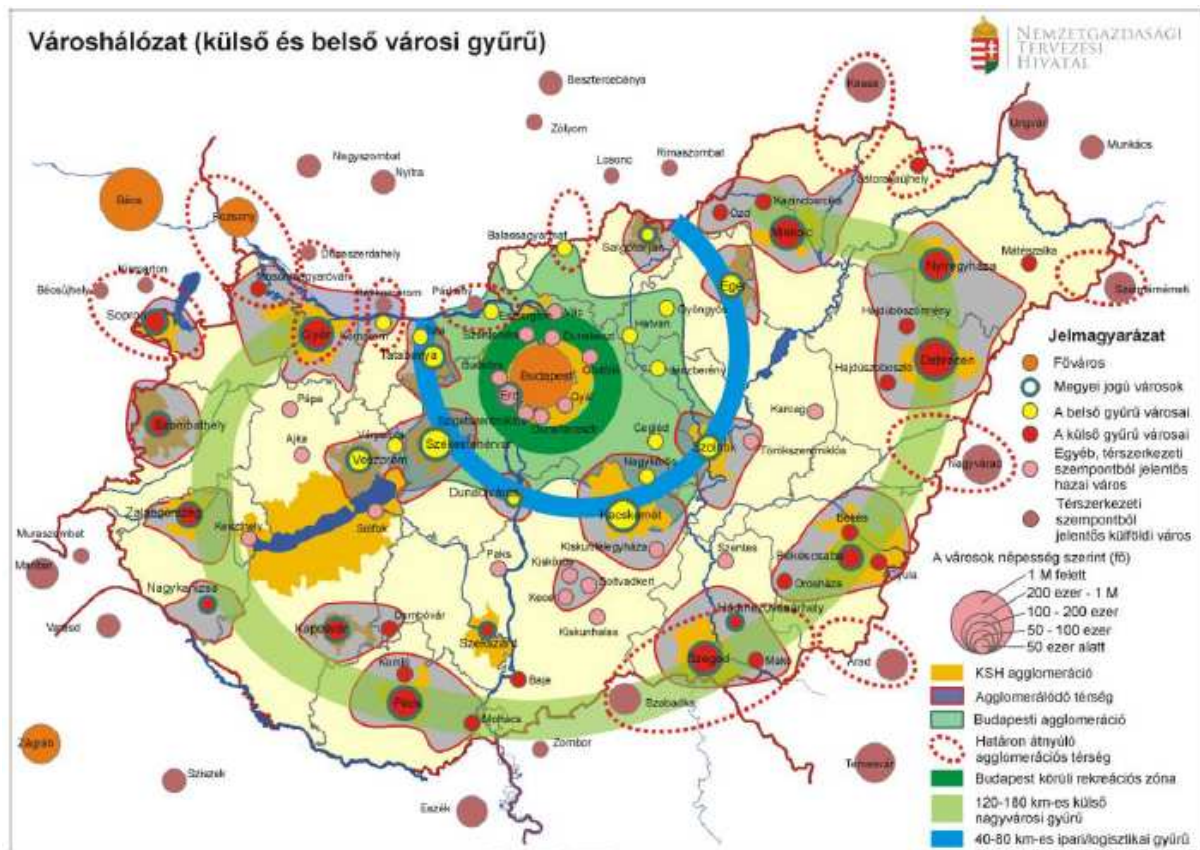 Városhálózat (külső és belső városi gyűrű)
NEMZETGAZDASÁGI
TERVEZÉSI
HIVATAL
Besztercebánya
Kassa
Zólyom
Ungvár
Munkács
Nagyszombat
Nyitra
Losonc
Rimaszombat
Sátoraljaújhely
Bécs
Pozsony
Ózd
Kazincbarcika
Miskolc
Balassagyarmat
Salgótarján
Dunaszerdahely
Nyíregyháza
Mátészalka
Szatmárnémeti
Kismarton
Bécsújhely
Mosonmagyaróvár
Párkány
Eger
Sopron
Győr
Komárom
Esztergom
Vác
Gyöngyös
Hajdúböszörmény
Tata
Szentendre
Dunakeszi
Hatvan
Tatabánya
Budaörs
Budapest
Gödöllő
Jászberény
Debrecen
Hajdúszoboszló
Érd
Gyál
Pápa
Szigetszentmiklós
Dunaharaszti
Karcag
Szombathely
Ajka
Várpalota
Székesfehérvár
Cegléd
Szolnok
Törökszentmiklós
Nagyvárad
Veszprém
Nagykőrös
Dunaújváros
Zalaegerszeg
Kecskemét
Keszthely
Siófok
Békés
Muraszombat
Maribor
Paks
Kiskunfélegyháza
Szentes
Békéscsaba
Gyula
Kiskőrös
Soltvadkert
Orosháza
Nagykanizsa
Kecel
Hódmezővásárhely
Varasd
Kaposvár
Dombóvár
Szekszárd
Kiskunhalas
Komló
Szeged
Makó
Arad
Pécs
Baja
Szabadka
Mohács
Zágráb
Zombor
Temesvár
Sziszek
Eszék
Jelmagyarázat
Főváros
Megyei jogú városok
A belső gyűrű városai
A külső gyűrű városai
Egyéb, térszerkezeti
szempontból jelentős
hazai város
Térszerkezeti
szempontból
jelentős külföldi város
A városok népesség szerint (fő)
1 M felett
200 ezer - 1 M
100 - 200 ezer
50 - 100 ezer
50 ezer alatt
KSH agglomeráció
Agglomerálódó térség
Budapesti agglomeráció
Határon átnyúló
agglomerációs térség
Budapest körüli rekreációs zóna
120-180 km-es külső
nagyvárosi gyűrű
40-80 km-es ipari/logisztikai gyűrű